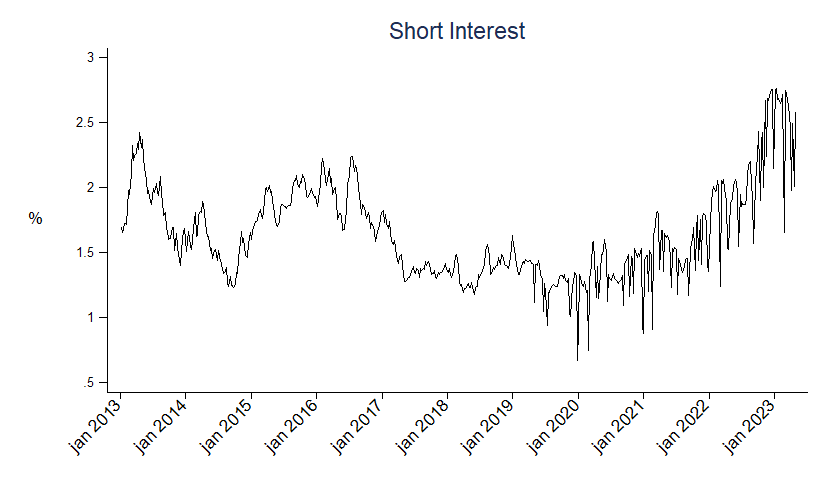 Short Interest
%
3
2.5
2
1.5
1
.5
jan 2013
jan 2014
jan 2015
jan 2016
jan 2017
jan 2018
jan 2019
jan 2020
jan 2021
jan 2022
jan 2023